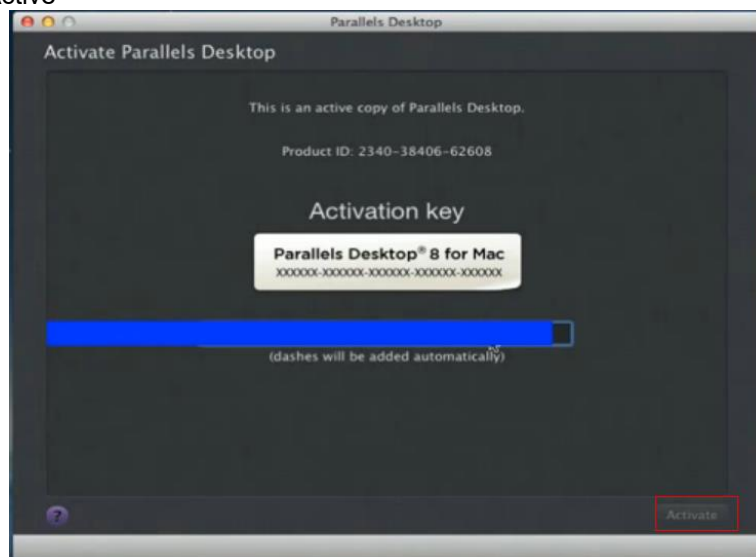 Parallels Desktop
Activate Parallels Desktop
This is an active copy of Parallels Desktop.
Product ID: 2340-38406-62608
Activation key
Parallels Desktop® 8 for Mac
XXXXXX-XXXXXX-XXXXXX-XXXXXX-XXXXXX
(dashes will be added automatically)
?
Activate